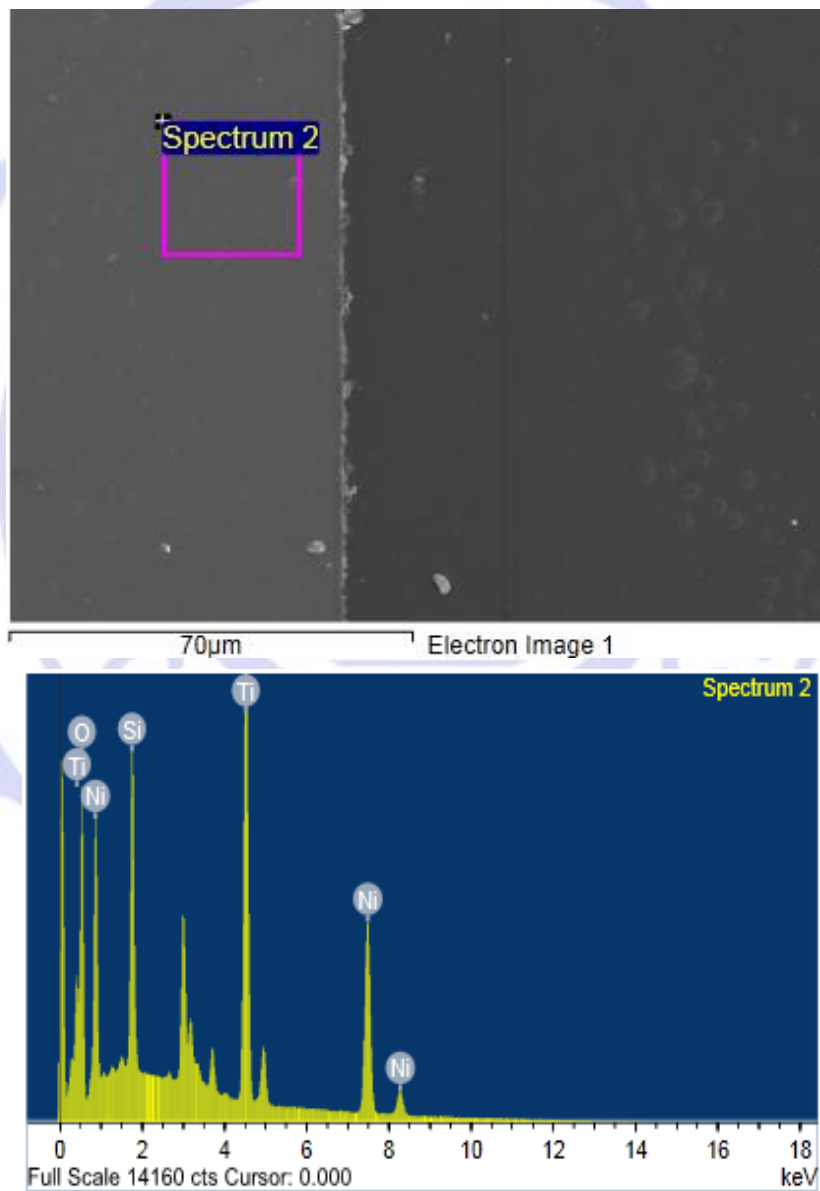 Spectrum 2
70µm Electron Image 1
Spectrum 2
Ti
O
Si
Ti
Ni
Ni
Ni
0 2 4 6 8 10 12 14 16 18
Full Scale 14160 cts Cursor: 0.000 keV